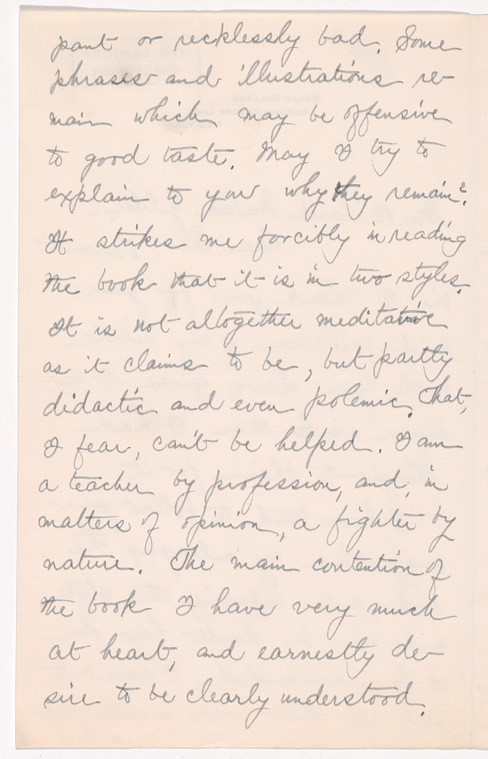 pant or recklessly bad. Some
phrases and illustrations re-
main which may be offensive
to good taste. May I try to
explain to you why they remain?
It strikes me forcibly in reading
the book that it is in two styles.
It is not altogether meditative
as it claims to be, but partly
didactic and even polemic. That,
I fear, can't be helped. I am
a teacher by profession, and, in
matters of opinion, a fighter by
nature. The main contention of
the book I have very much
at heart, and earnestly de-
sire to be clearly understood.